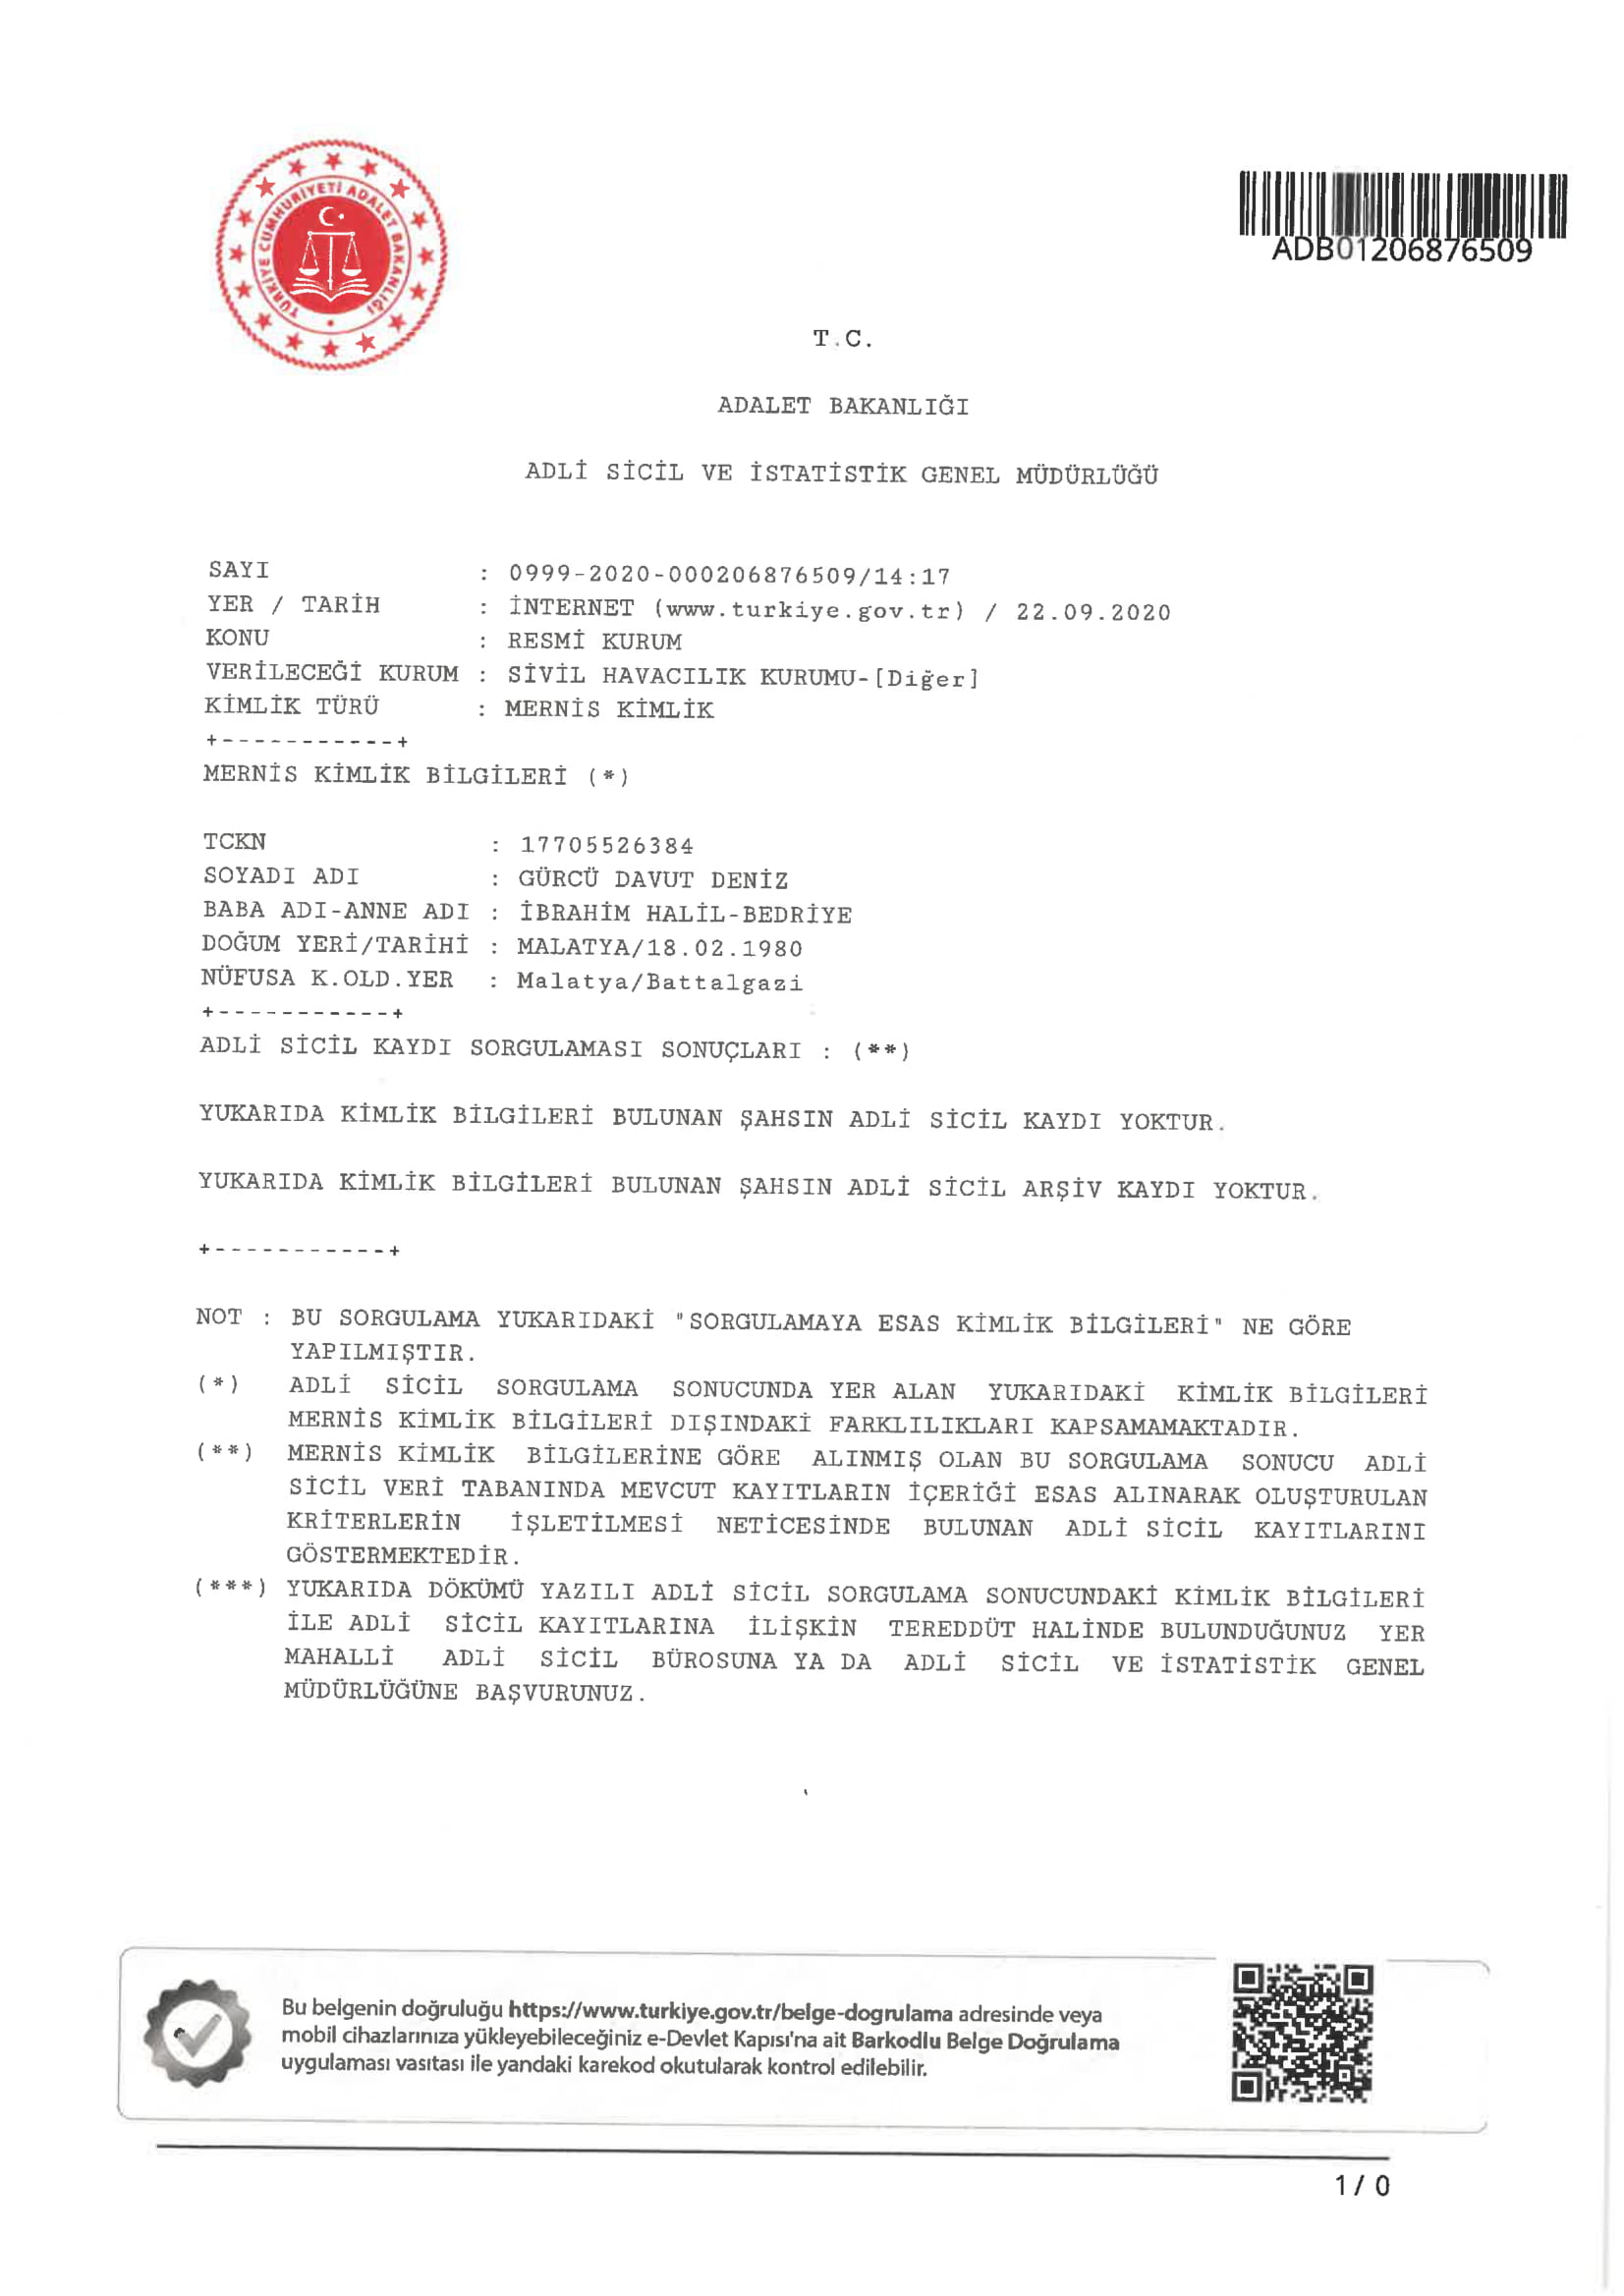 TÜRKİYE CUMHURİYETİ ADALET BAKANLIĞI
ADB01206876509
T.C.
ADALET BAKANLIĞI
ADLİ SİCİL VE İSTATİSTİK GENEL MÜDÜRLÜĞÜ
SAYI : 0999-2020-000206876509/14:17
YER / TARİH : İNTERNET (www.turkiye.gov.tr) / 22.09.2020
KONU : RESMİ KURUM
VERİLECEĞİ KURUM : SİVİL HAVACILIK KURUMU-[Diğer]
KİMLİK TÜRÜ : MERNİS KİMLİK
+-----------+
MERNİS KİMLİK BİLGİLERİ (*)
TCKN : 17705526384
SOYADI ADI : GÜRCÜ DAVUT DENİZ
BABA ADI-ANNE ADI : İBRAHİM HALİL-BEDRİYE
DOĞUM YERİ/TARİHİ : MALATYA/18.02.1980
NÜFUSA K.OLD.YER : Malatya/Battalgazi
+-----------+
ADLİ SİCİL KAYDI SORGULAMASI SONUÇLARI : (**)
YUKARIDA KİMLİK BİLGİLERİ BULUNAN ŞAHSIN ADLİ SİCİL KAYDI YOKTUR.
YUKARIDA KİMLİK BİLGİLERİ BULUNAN ŞAHSIN ADLİ SİCİL ARŞİV KAYDI YOKTUR.
+-----------+
NOT : BU SORGULAMA YUKARIDAKİ "SORGULAMAYA ESAS KİMLİK BİLGİLERİ" NE GÖRE
YAPILMIŞTIR.
(*) ADLİ SİCİL SORGULAMA SONUCUNDA YER ALAN YUKARIDAKİ KİMLİK BİLGİLERİ
MERNİS KİMLİK BİLGİLERİ DIŞINDAKİ FARKLILIKLARI KAPSAMAMAKTADIR.
(**) MERNİS KİMLİK BİLGİLERİNE GÖRE ALINMIŞ OLAN BU SORGULAMA SONUCU ADLİ
SİCİL VERİ TABANINDA MEVCUT KAYITLARIN İÇERİĞİ ESAS ALINARAK OLUŞTURULAN
KRİTERLERİN İŞLETİLMESİ NETİCESİNDE BULUNAN ADLİ SİCİL KAYITLARINI
GÖSTERMEKTEDİR.
(***) YUKARIDA DÖKÜMÜ YAZILI ADLİ SİCİL SORGULAMA SONUCUNDAKİ KİMLİK BİLGİLERİ
İLE ADLİ SİCİL KAYITLARINA İLİŞKİN TEREDDÜT HALİNDE BULUNDUĞUNUZ YER
MAHALLİ ADLİ SİCİL BÜROSUNA YA DA ADLİ SİCİL VE İSTATİSTİK GENEL
MÜDÜRLÜĞÜNE BAŞVURUNUZ.
Bu belgenin doğruluğu https://www.turkiye.gov.tr/belge-dogrulama adresinde veya
mobil cihazlarınıza yükleyebileceğiniz e-Devlet Kapısı'na ait Barkodlu Belge Doğrulama
uygulaması vasıtası ile yandaki karekod okutularak kontrol edilebilir.
1 / 0